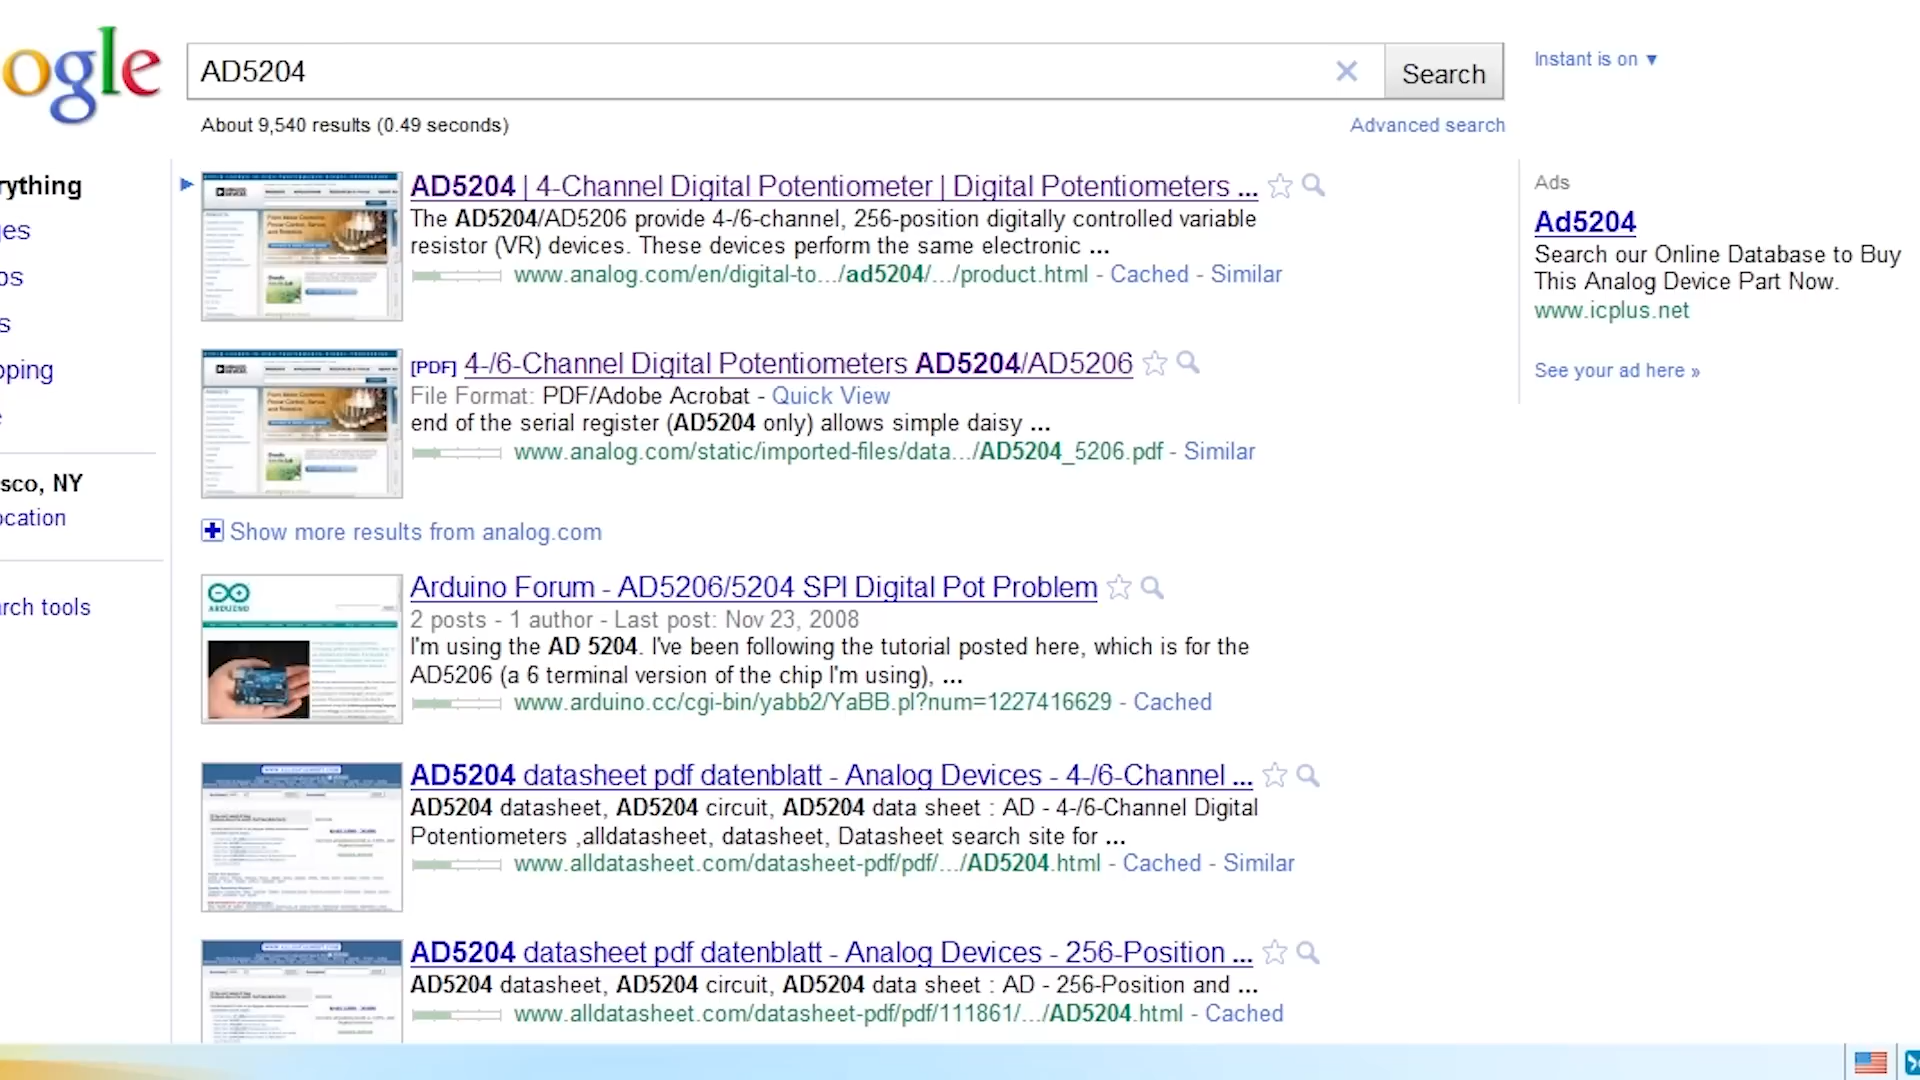 ogle
AD5204
Search
Instant is on ▼
About 9,540 results (0.49 seconds)
Advanced search
rything
es
os
s
pping
sco, NY
ocation
rch tools
AD5204 | 4-Channel Digital Potentiometer | Digital Potentiometers ...
The AD5204/AD5206 provide 4-/6-channel, 256-position digitally controlled variable
resistor (VR) devices. These devices perform the same electronic ...
www.analog.com/en/digital-to.../ad5204/.../product.html - Cached - Similar
[PDF] 4-/6-Channel Digital Potentiometers AD5204/AD5206
File Format: PDF/Adobe Acrobat - Quick View
end of the serial register (AD5204 only) allows simple daisy ...
www.analog.com/static/imported-files/data.../AD5204_5206.pdf - Similar
Show more results from analog.com
ARDUINO
Arduino Forum - AD5206/5204 SPI Digital Pot Problem
2 posts - 1 author - Last post: Nov 23, 2008
I'm using the AD 5204. I've been following the tutorial posted here, which is for the
AD5206 (a 6 terminal version of the chip I'm using), ...
www.arduino.cc/cgi-bin/yabb2/YaBB.pl?num=1227416629 - Cached
AD5204 datasheet pdf datenblatt - Analog Devices - 4-/6-Channel ...
AD5204 datasheet, AD5204 circuit, AD5204 data sheet : AD - 4-/6-Channel Digital
Potentiometers ,alldatasheet, datasheet, Datasheet search site for ...
www.alldatasheet.com/datasheet-pdf/pdf/.../AD5204.html - Cached - Similar
AD5204 datasheet pdf datenblatt - Analog Devices - 256-Position ...
AD5204 datasheet, AD5204 circuit, AD5204 data sheet : AD - 256-Position and ...
www.alldatasheet.com/datasheet-pdf/pdf/111861/.../AD5204.html - Cached
Ads
Ad5204
Search our Online Database to Buy
This Analog Device Part Now.
www.icplus.net
See your ad here »